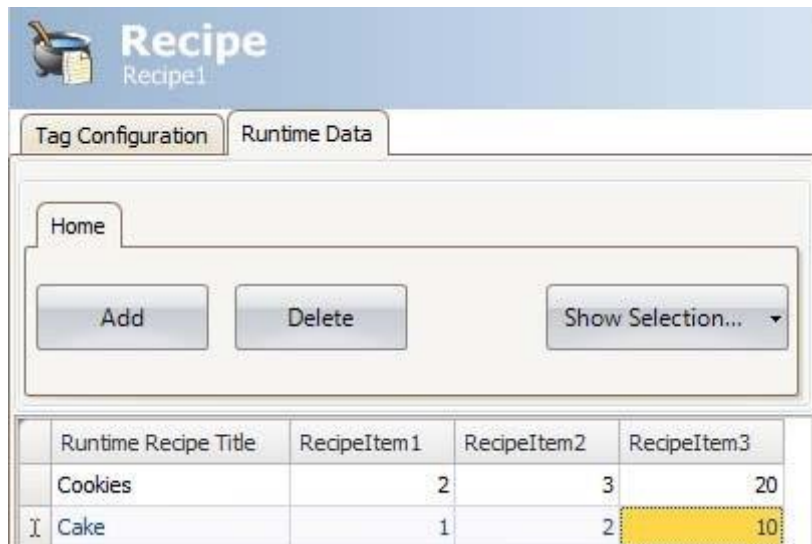 Recipe
Recipe1
Tag Configuration Runtime Data
Home
Add Delete Show Selection...
Runtime Recipe Title RecipeItem1 RecipeItem2 RecipeItem3
Cookies 2 3 20
Cake 1 2 10